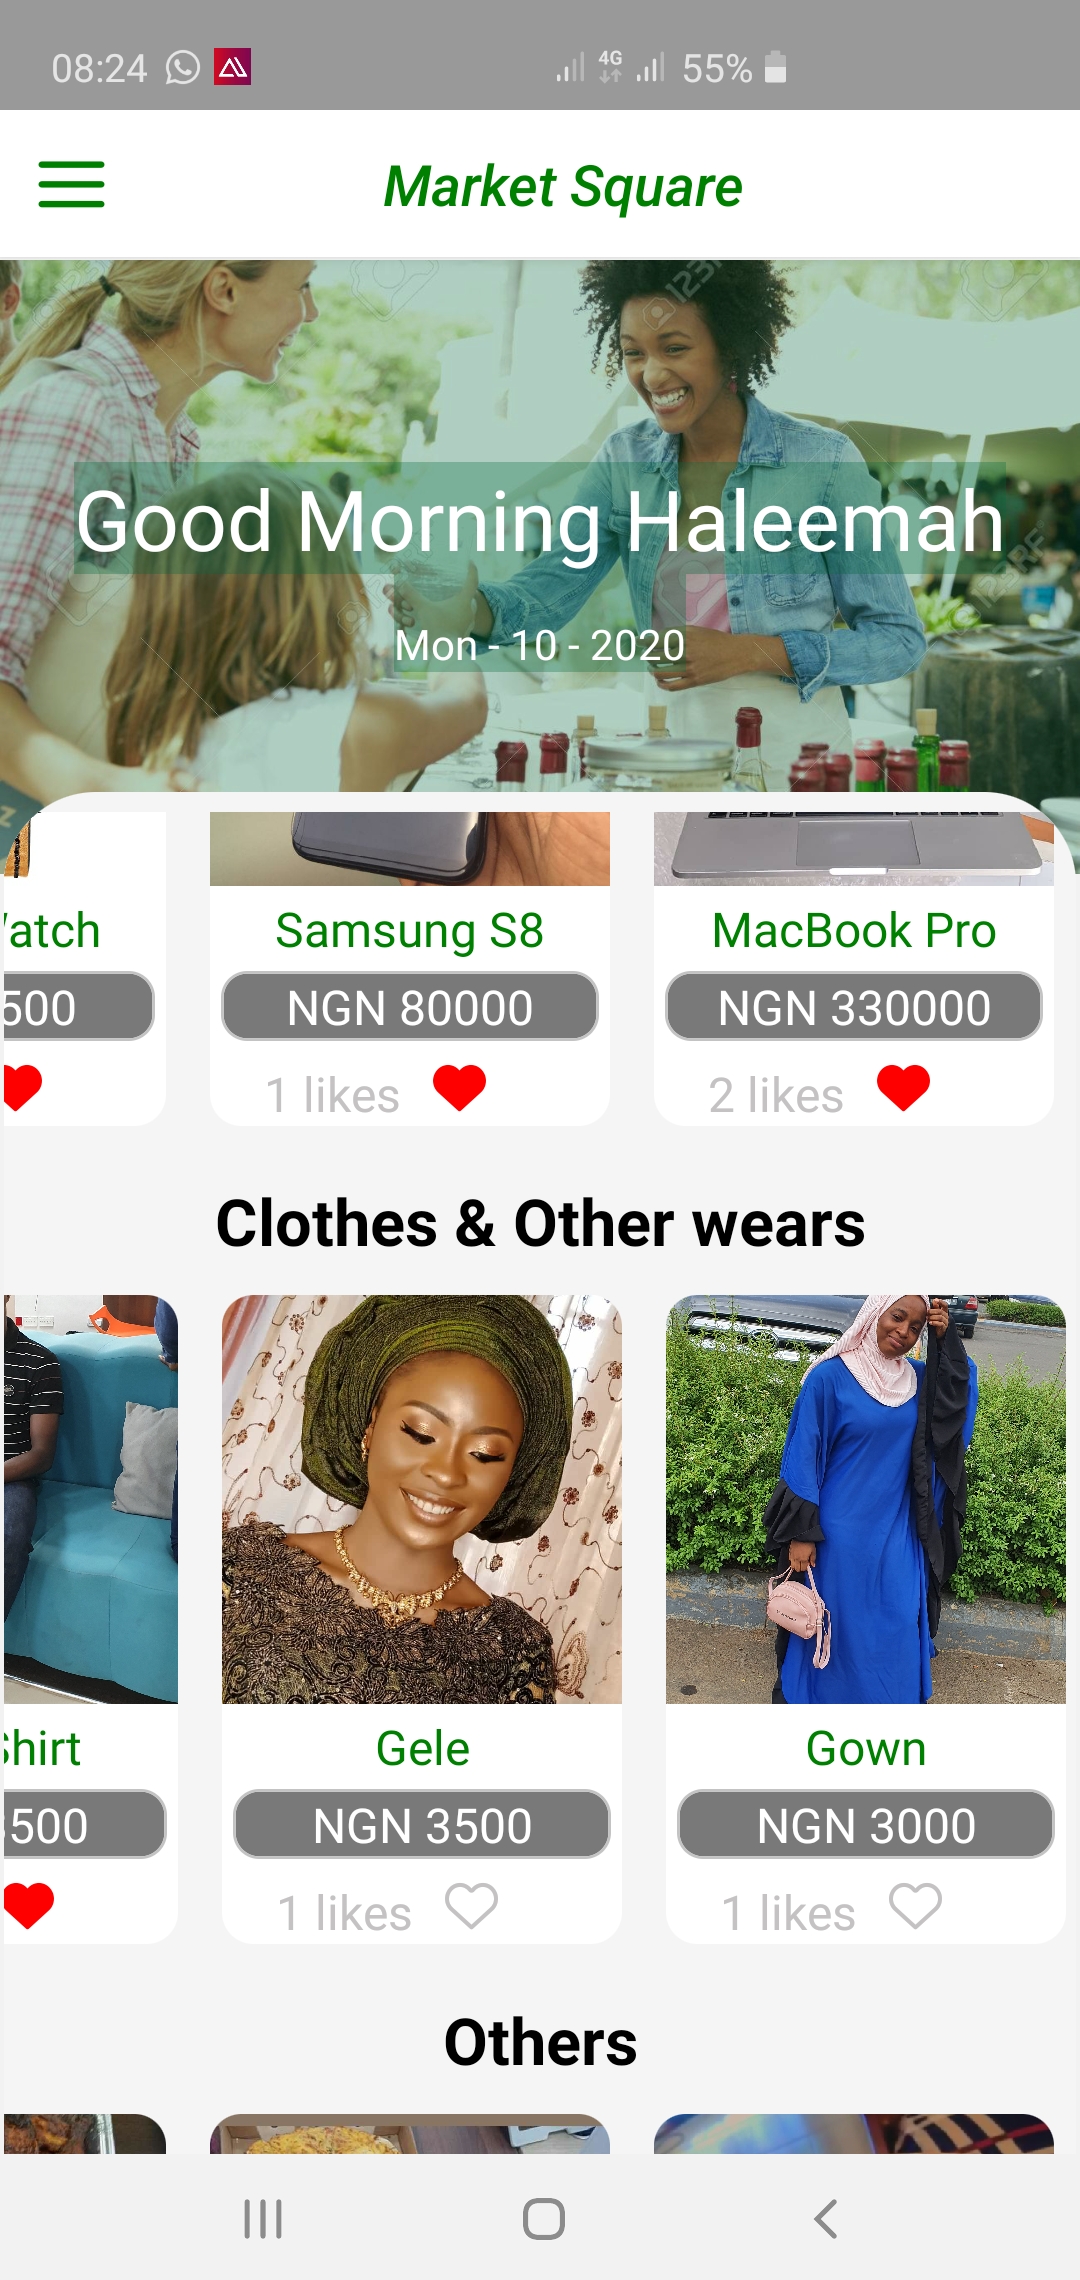 08:24 4G 55%
Market Square
Good Morning Haleemah
Mon - 10 - 2020
Samsung S8 MacBook Pro
500 NGN 80000 NGN 330000
1 likes 2 likes
Clothes & Other wears
Shirt Gele Gown
500 NGN 3500 NGN 3000
1 likes 1 likes
Others